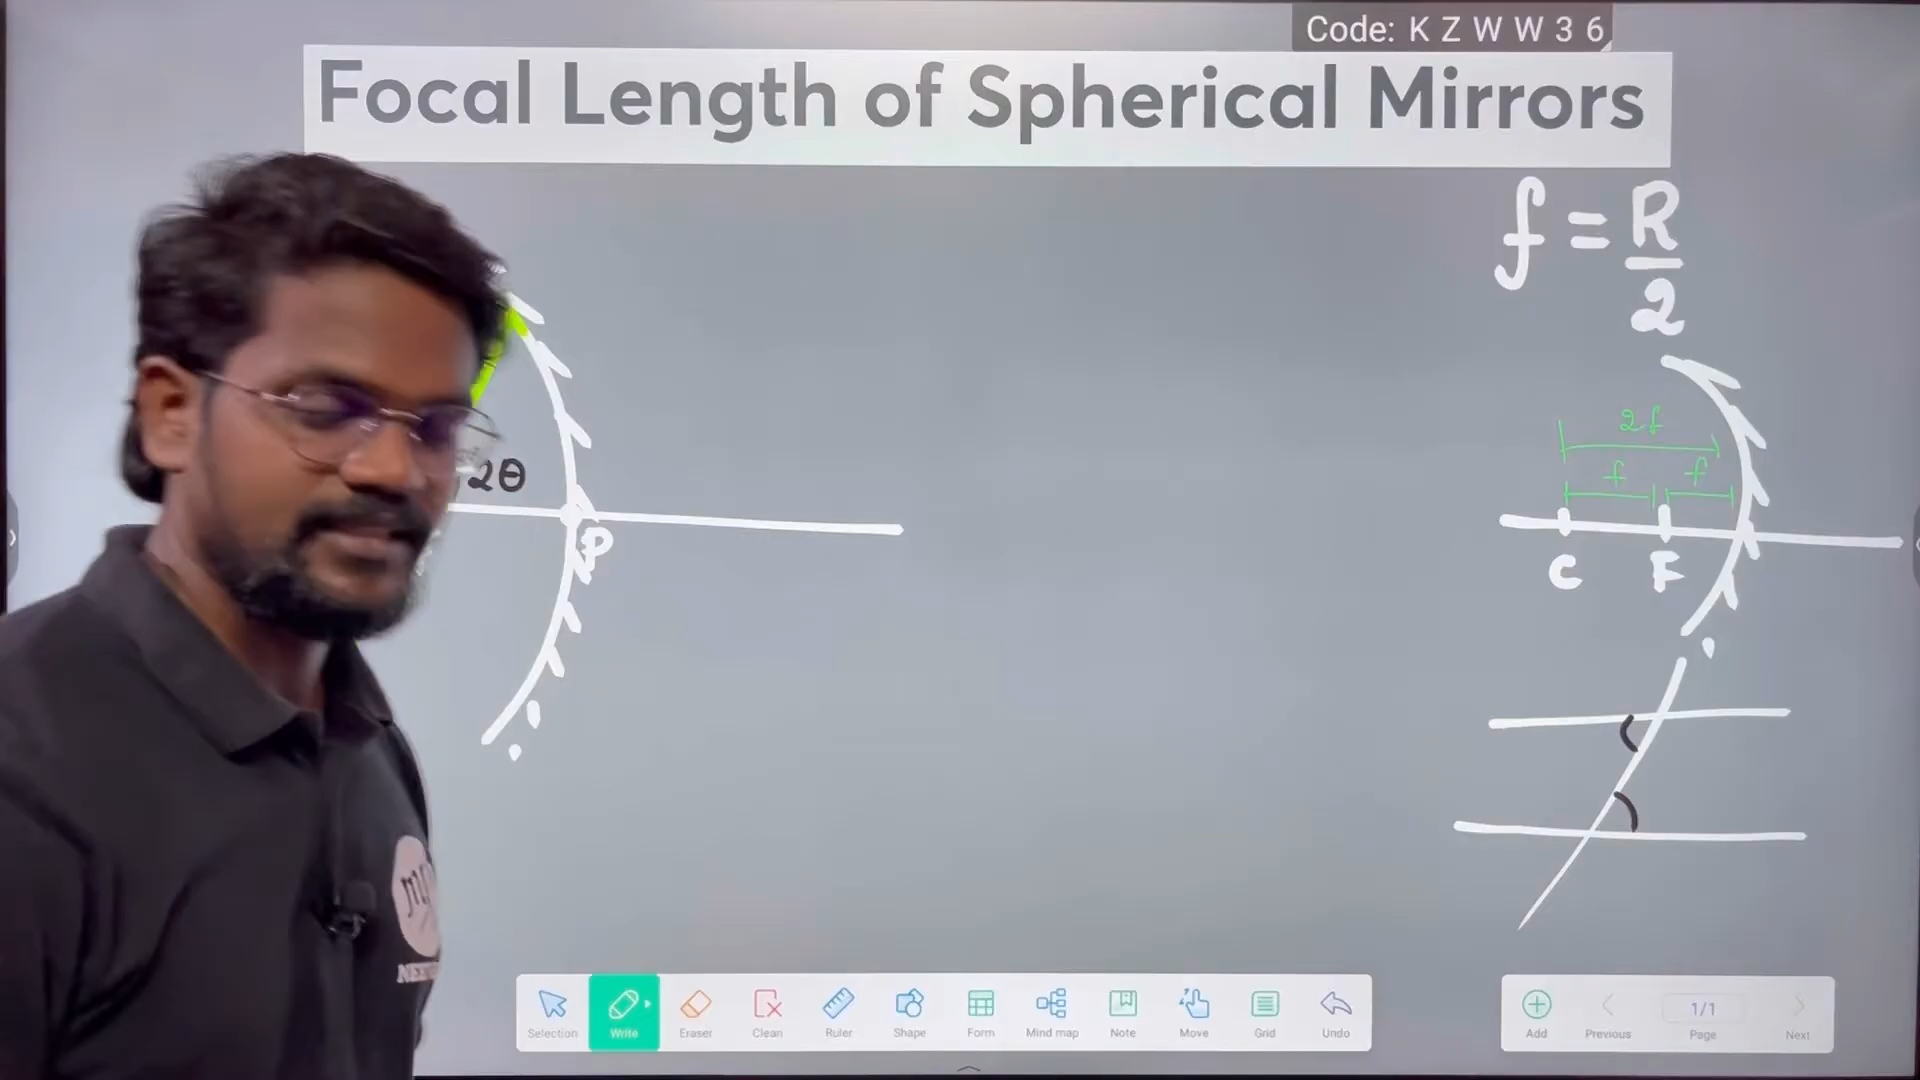 Code: K Z W W 3 6
Focal Length of Spherical Mirrors
f = R/2
2f
f f
2θ
P
C F
Selection Write Eraser Clean Ruler Shape Form Mind map Note Move Grid Undo
Add Previous 1/1 Page Next